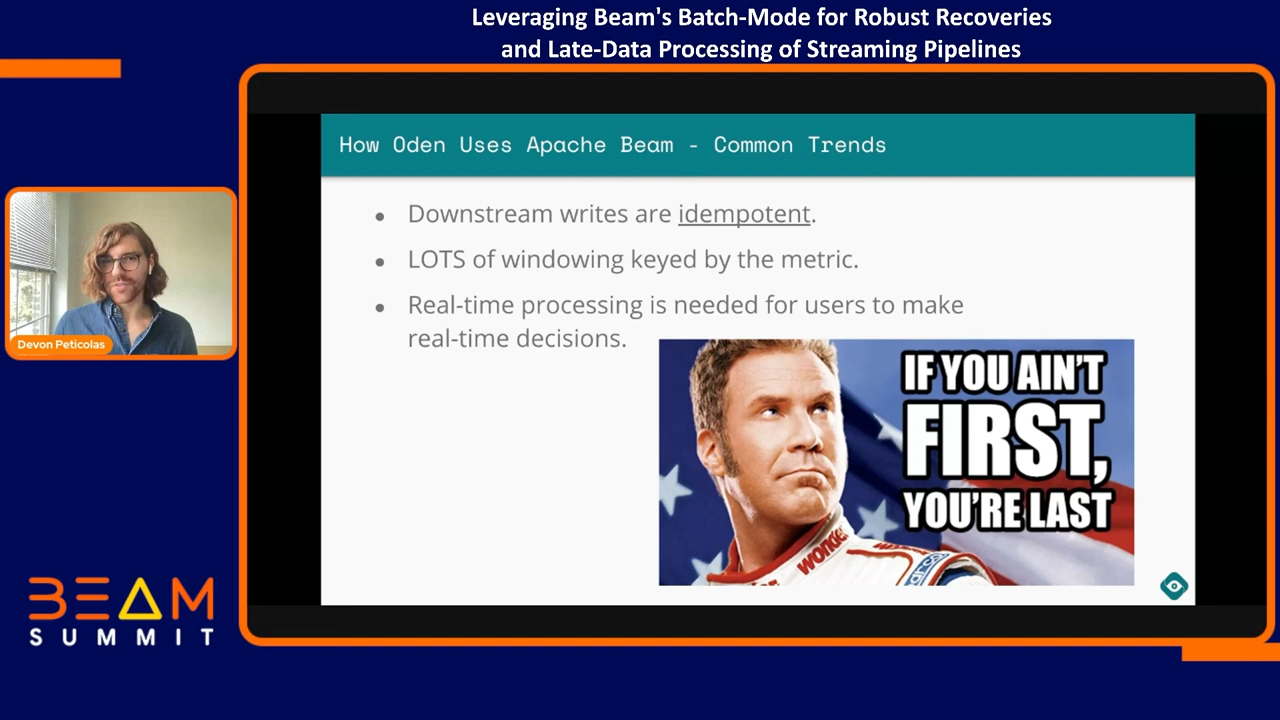 Leveraging Beam's Batch-Mode for Robust Recoveries
and Late-Data Processing of Streaming Pipelines
How Oden Uses Apache Beam - Common Trends
Downstream writes are idempotent.
LOTS of windowing keyed by the metric.
Real-time processing is needed for users to make
real-time decisions.
IF YOU AIN'T
FIRST,
YOU'RE LAST
Devon Peticolas
BEAM
SUMMIT